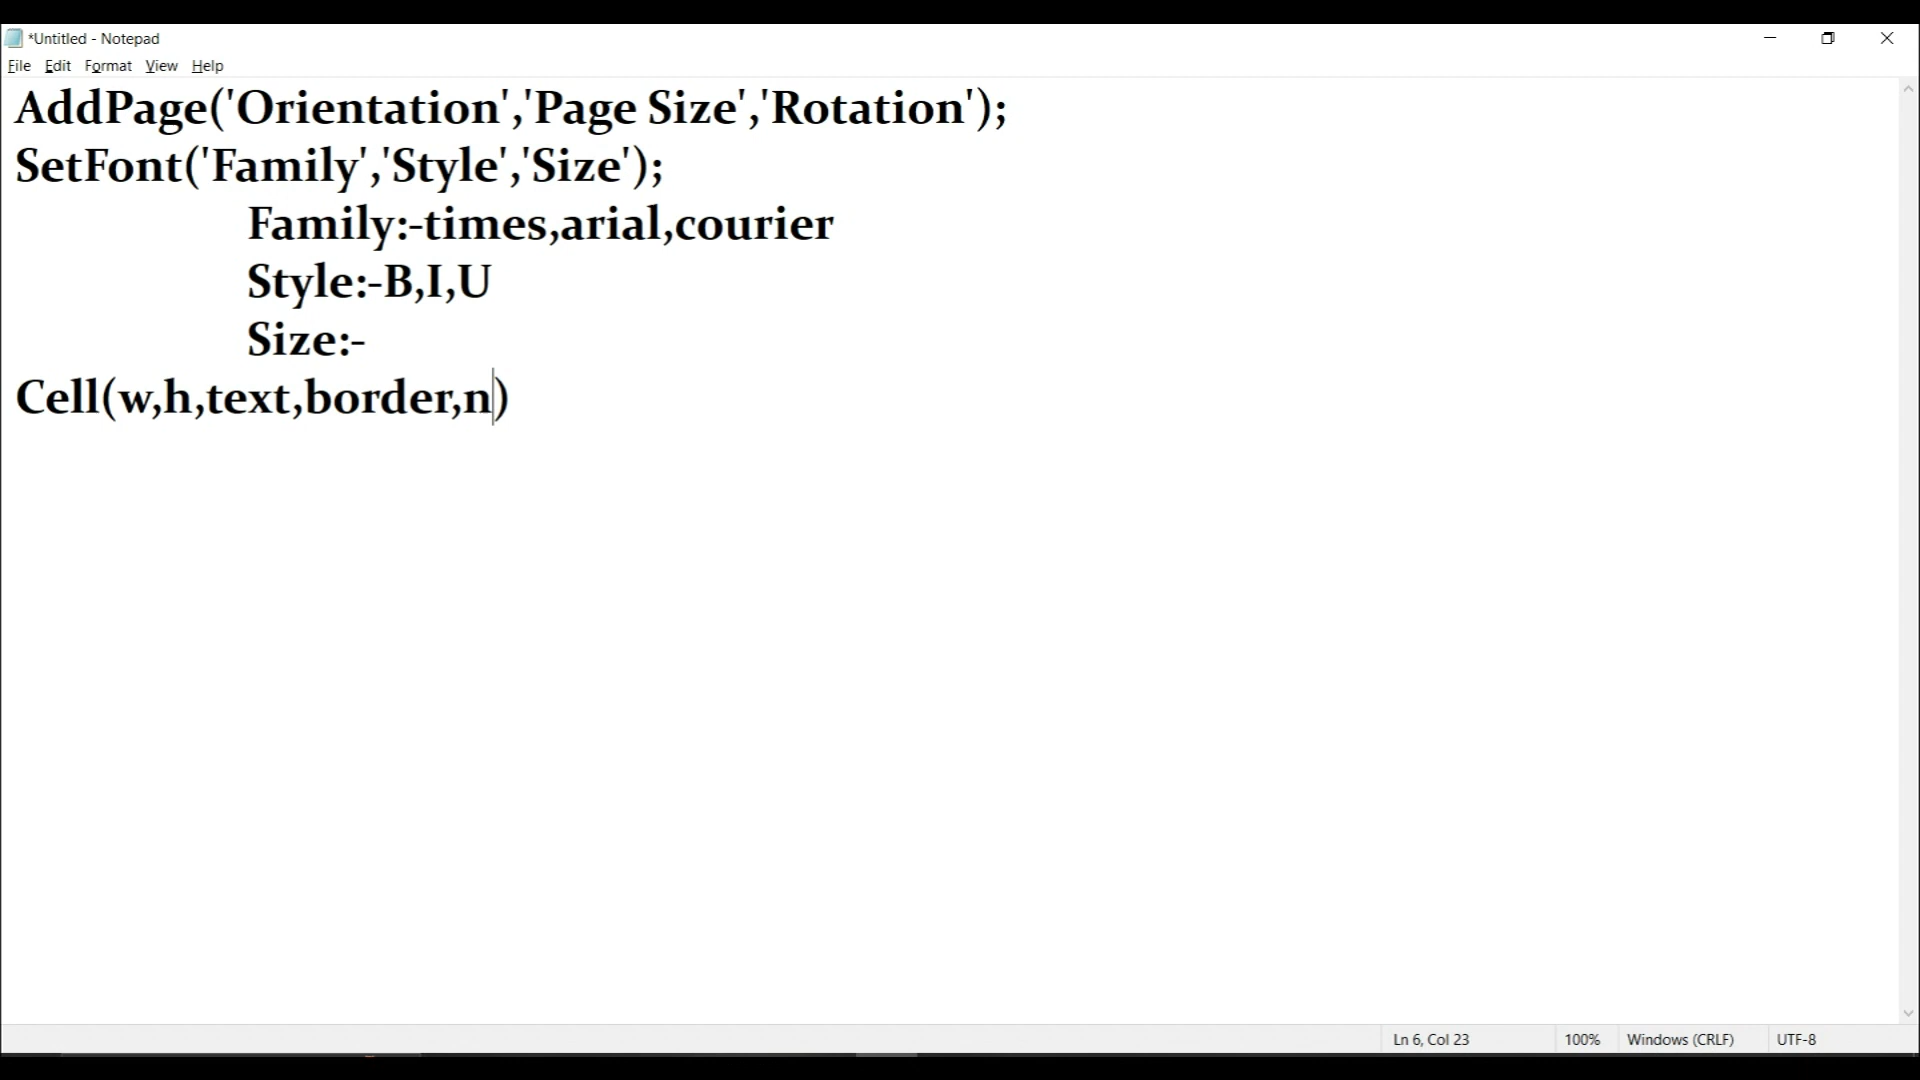 *Untitled - Notepad
File Edit Format View Help
AddPage('Orientation','Page Size','Rotation');
SetFont('Family','Style','Size');
Family:-times,arial,courier
Style:-B,I,U
Size:-
Cell(w,h,text,border,n)
Ln 6, Col 23 100% Windows (CRLF) UTF-8